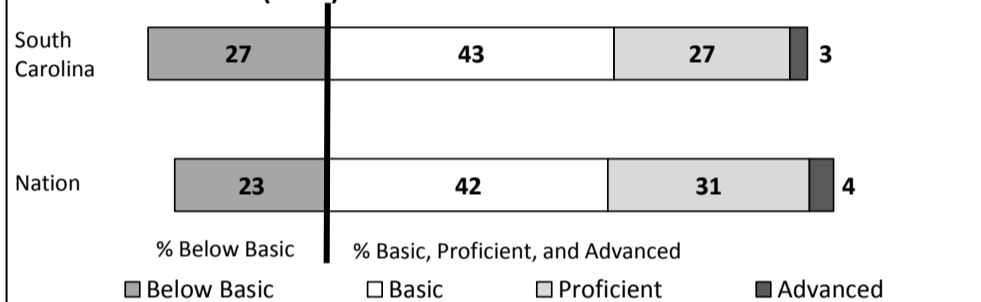 South
Carolina
27 43 27 3
Nation
23 42 31 4
% Below Basic % Basic, Proficient, and Advanced
Below Basic Basic Proficient Advanced